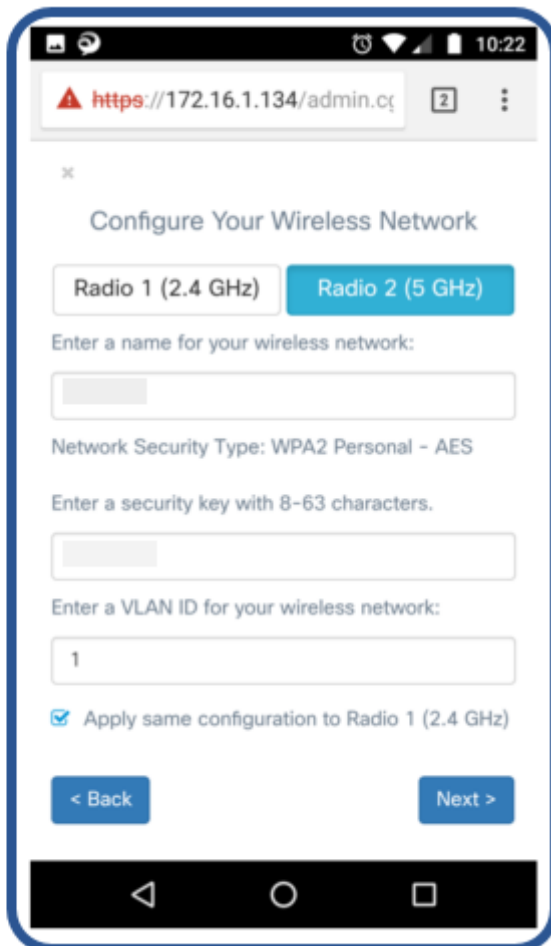 10:22
https://172.16.1.134/admin.cg
2
×
Configure Your Wireless Network
Radio 1 (2.4 GHz)
Radio 2 (5 GHz)
Enter a name for your wireless network:
Network Security Type: WPA2 Personal - AES
Enter a security key with 8-63 characters.
Enter a VLAN ID for your wireless network:
1
Apply same configuration to Radio 1 (2.4 GHz)
< Back
Next >